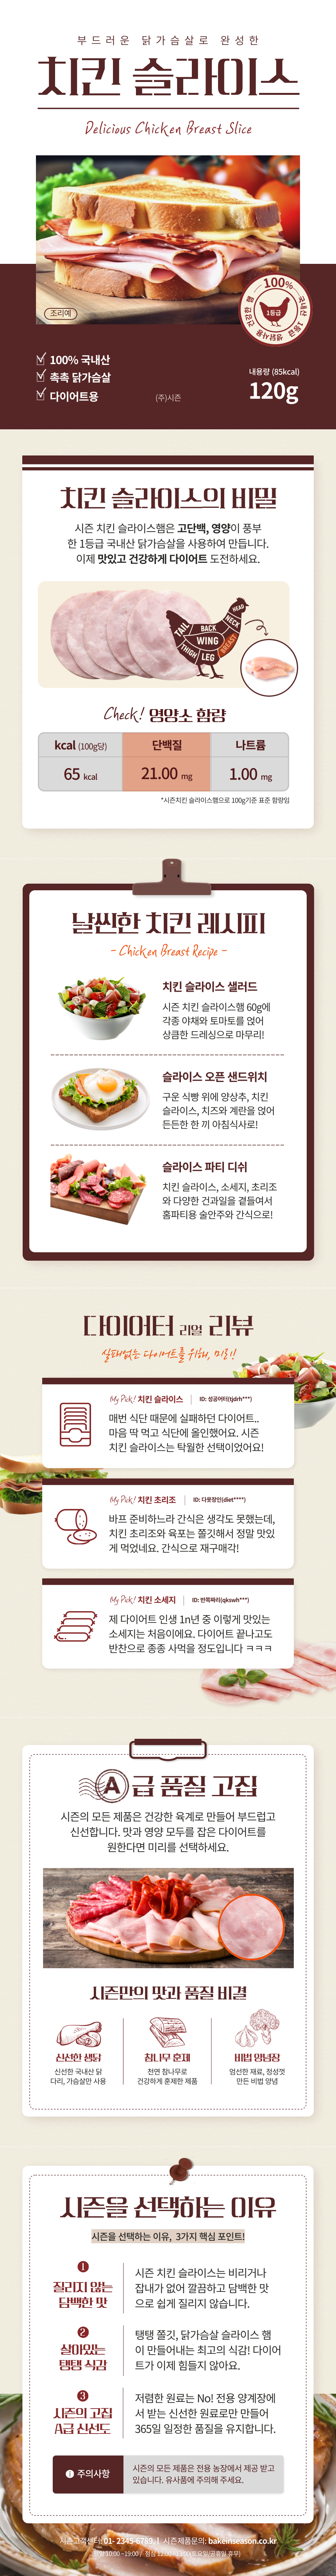 부드러운 닭가슴살로 완성한
치킨 슬라이스
Delicious Chicken Breast Slice
조리예
100%
1등급
국내산
100% 국내산
촉촉 닭가슴살
다이어트용
(주)시즌
내용량 (85kcal)
120g
치킨 슬라이스의 비밀
시즌 치킨 슬라이스햄은 고단백, 영양이 풍부
한 1등급 국내산 닭가슴살을 사용하여 만듭니다.
이제 맛있고 건강하게 다이어트 도전하세요.
HEAD
NECK
TAIL
BACK
WING
BREAST
THIGH
LEG
Check! 영양소 함량
kcal (100g당)
단백질
나트륨
65 kcal
21.00 mg
1.00 mg
*시즌치킨 슬라이스햄으로 100g기준 표준 함량임
날씬한 치킨 레시피
- Chicken Breast Recipe -
치킨 슬라이스 샐러드
시즌 치킨 슬라이스햄 60g에
각종 야채와 토마토를 얹어
상큼한 드레싱으로 마무리!
슬라이스 오픈 샌드위치
구운 식빵 위에 양상추, 치킨
슬라이스, 치즈와 계란을 얹어
든든한 한 끼 아침식사로!
슬라이스 파티 디쉬
치킨 슬라이스, 소세지, 초리조
와 다양한 건과일을 곁들여서
홈파티용 술안주와 간식으로!
다이어터 리얼 리뷰
실패없는 다이어트를 위해, 미리!
My Pick! 치킨 슬라이스
ID: 성공이터(tjdrh***)
매번 식단 때문에 실패하던 다이어트..
마음 딱 먹고 식단에 올인했어요. 시즌
치킨 슬라이스는 탁월한 선택이었어요!
My Pick! 치킨 초리조
ID: 다욧장인(diet****)
바프 준비하느라 간식은 생각도 못했는데,
치킨 초리조와 육포는 쫄깃해서 정말 맛있
게 먹었네요. 간식으로 재구매각!
My Pick! 치킨 소세지
ID: 반쪽짜리(qkswh***)
제 다이어트 인생 1n년 중 이렇게 맛있는
소세지는 처음이에요. 다이어트 끝나고도
반찬으로 종종 사먹을 정도입니다 ㅋㅋㅋ
A급 품질 고집
시즌의 모든 제품은 건강한 육계로 만들어 부드럽고
신선합니다. 맛과 영양 모두를 잡은 다이어트를
원한다면 미리를 선택하세요.
시즌만의 맛과 품질 비결
신선한 생닭
참나무 훈재
비법 양념장
신선한 국내산 닭
다리, 가슴살만 사용
천연 참나무로
건강하게 훈제한 제품
엄선한 재료, 정성껏
만든 비법 양념
시즌을 선택하는 이유
시즌을 선택하는 이유, 3가지 핵심 포인트!
1
질리지 않는
담백한 맛
시즌 치킨 슬라이스는 비리거나
잡내가 없어 깔끔하고 담백한 맛
으로 쉽게 질리지 않습니다.
2
살아있는
탱탱 식감
탱탱 쫄깃, 닭가슴살 슬라이스 햄
이 만들어내는 최고의 식감! 다이어
트가 이제 힘들지 않아요.
3
시즌의 고집
A급 신선도
저렴한 원료는 No! 전용 양계장에
서 받는 신선한 원료로만 만들어
365일 일정한 품질을 유지합니다.
주의사항
시즌의 모든 제품은 전용 농장에서 제공 받고
있습니다. 유사품에 주의해 주세요.
시즌고객센터: 01- 2345-6789 | 시즌제품문의: bakeinseason.co.kr